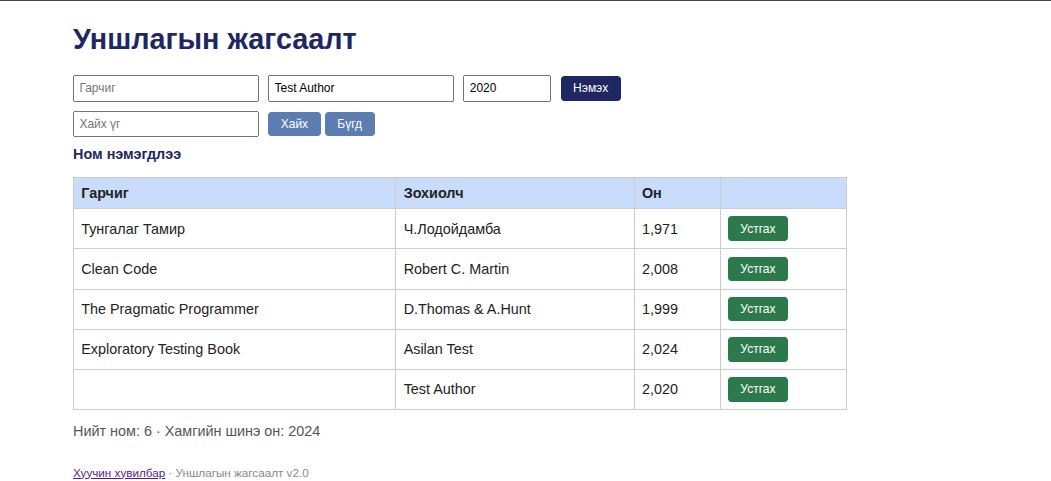 Уншлагын жагсаалт
Гарчиг Test Author 2020 Нэмэх
Хайх үг Хайх Бүгд
Ном нэмэгдлээ
Гарчиг Зохиолч Он
Тунгалаг Тамир Ч.Лодойдамба 1,971 Устгах
Clean Code Robert C. Martin 2,008 Устгах
The Pragmatic Programmer D.Thomas & A.Hunt 1,999 Устгах
Exploratory Testing Book Asilan Test 2,024 Устгах
Test Author 2,020 Устгах
Нийт ном: 6 · Хамгийн шинэ он: 2024
Хуучин хувилбар · Уншлагын жагсаалт v2.0